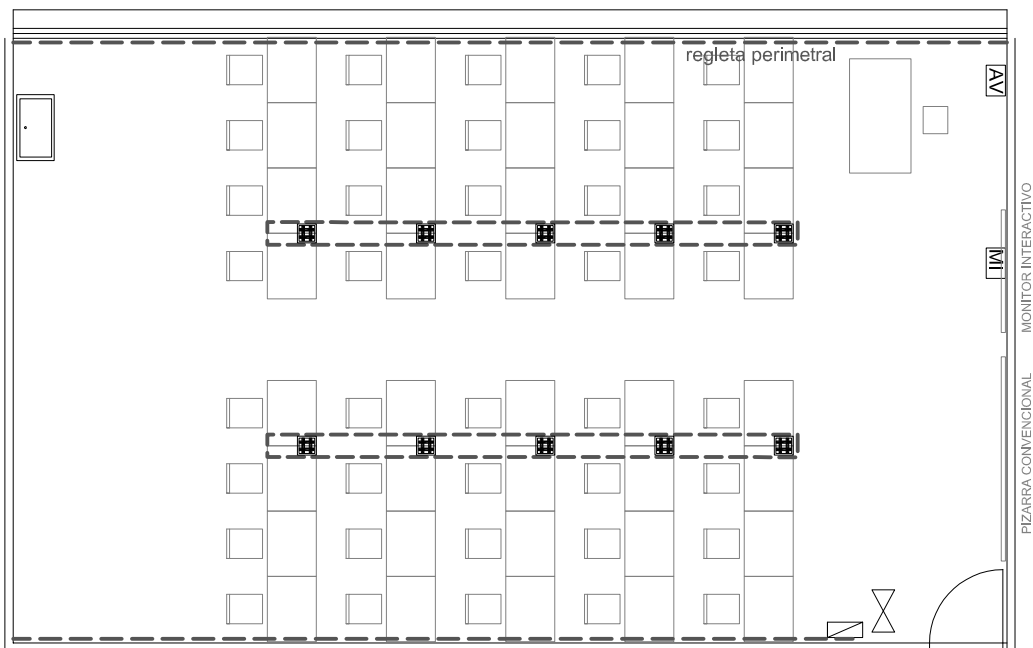 regleta perimetral
AV
MI
MONITOR INTERACTIVO
PIZARRA CONVENCIONAL